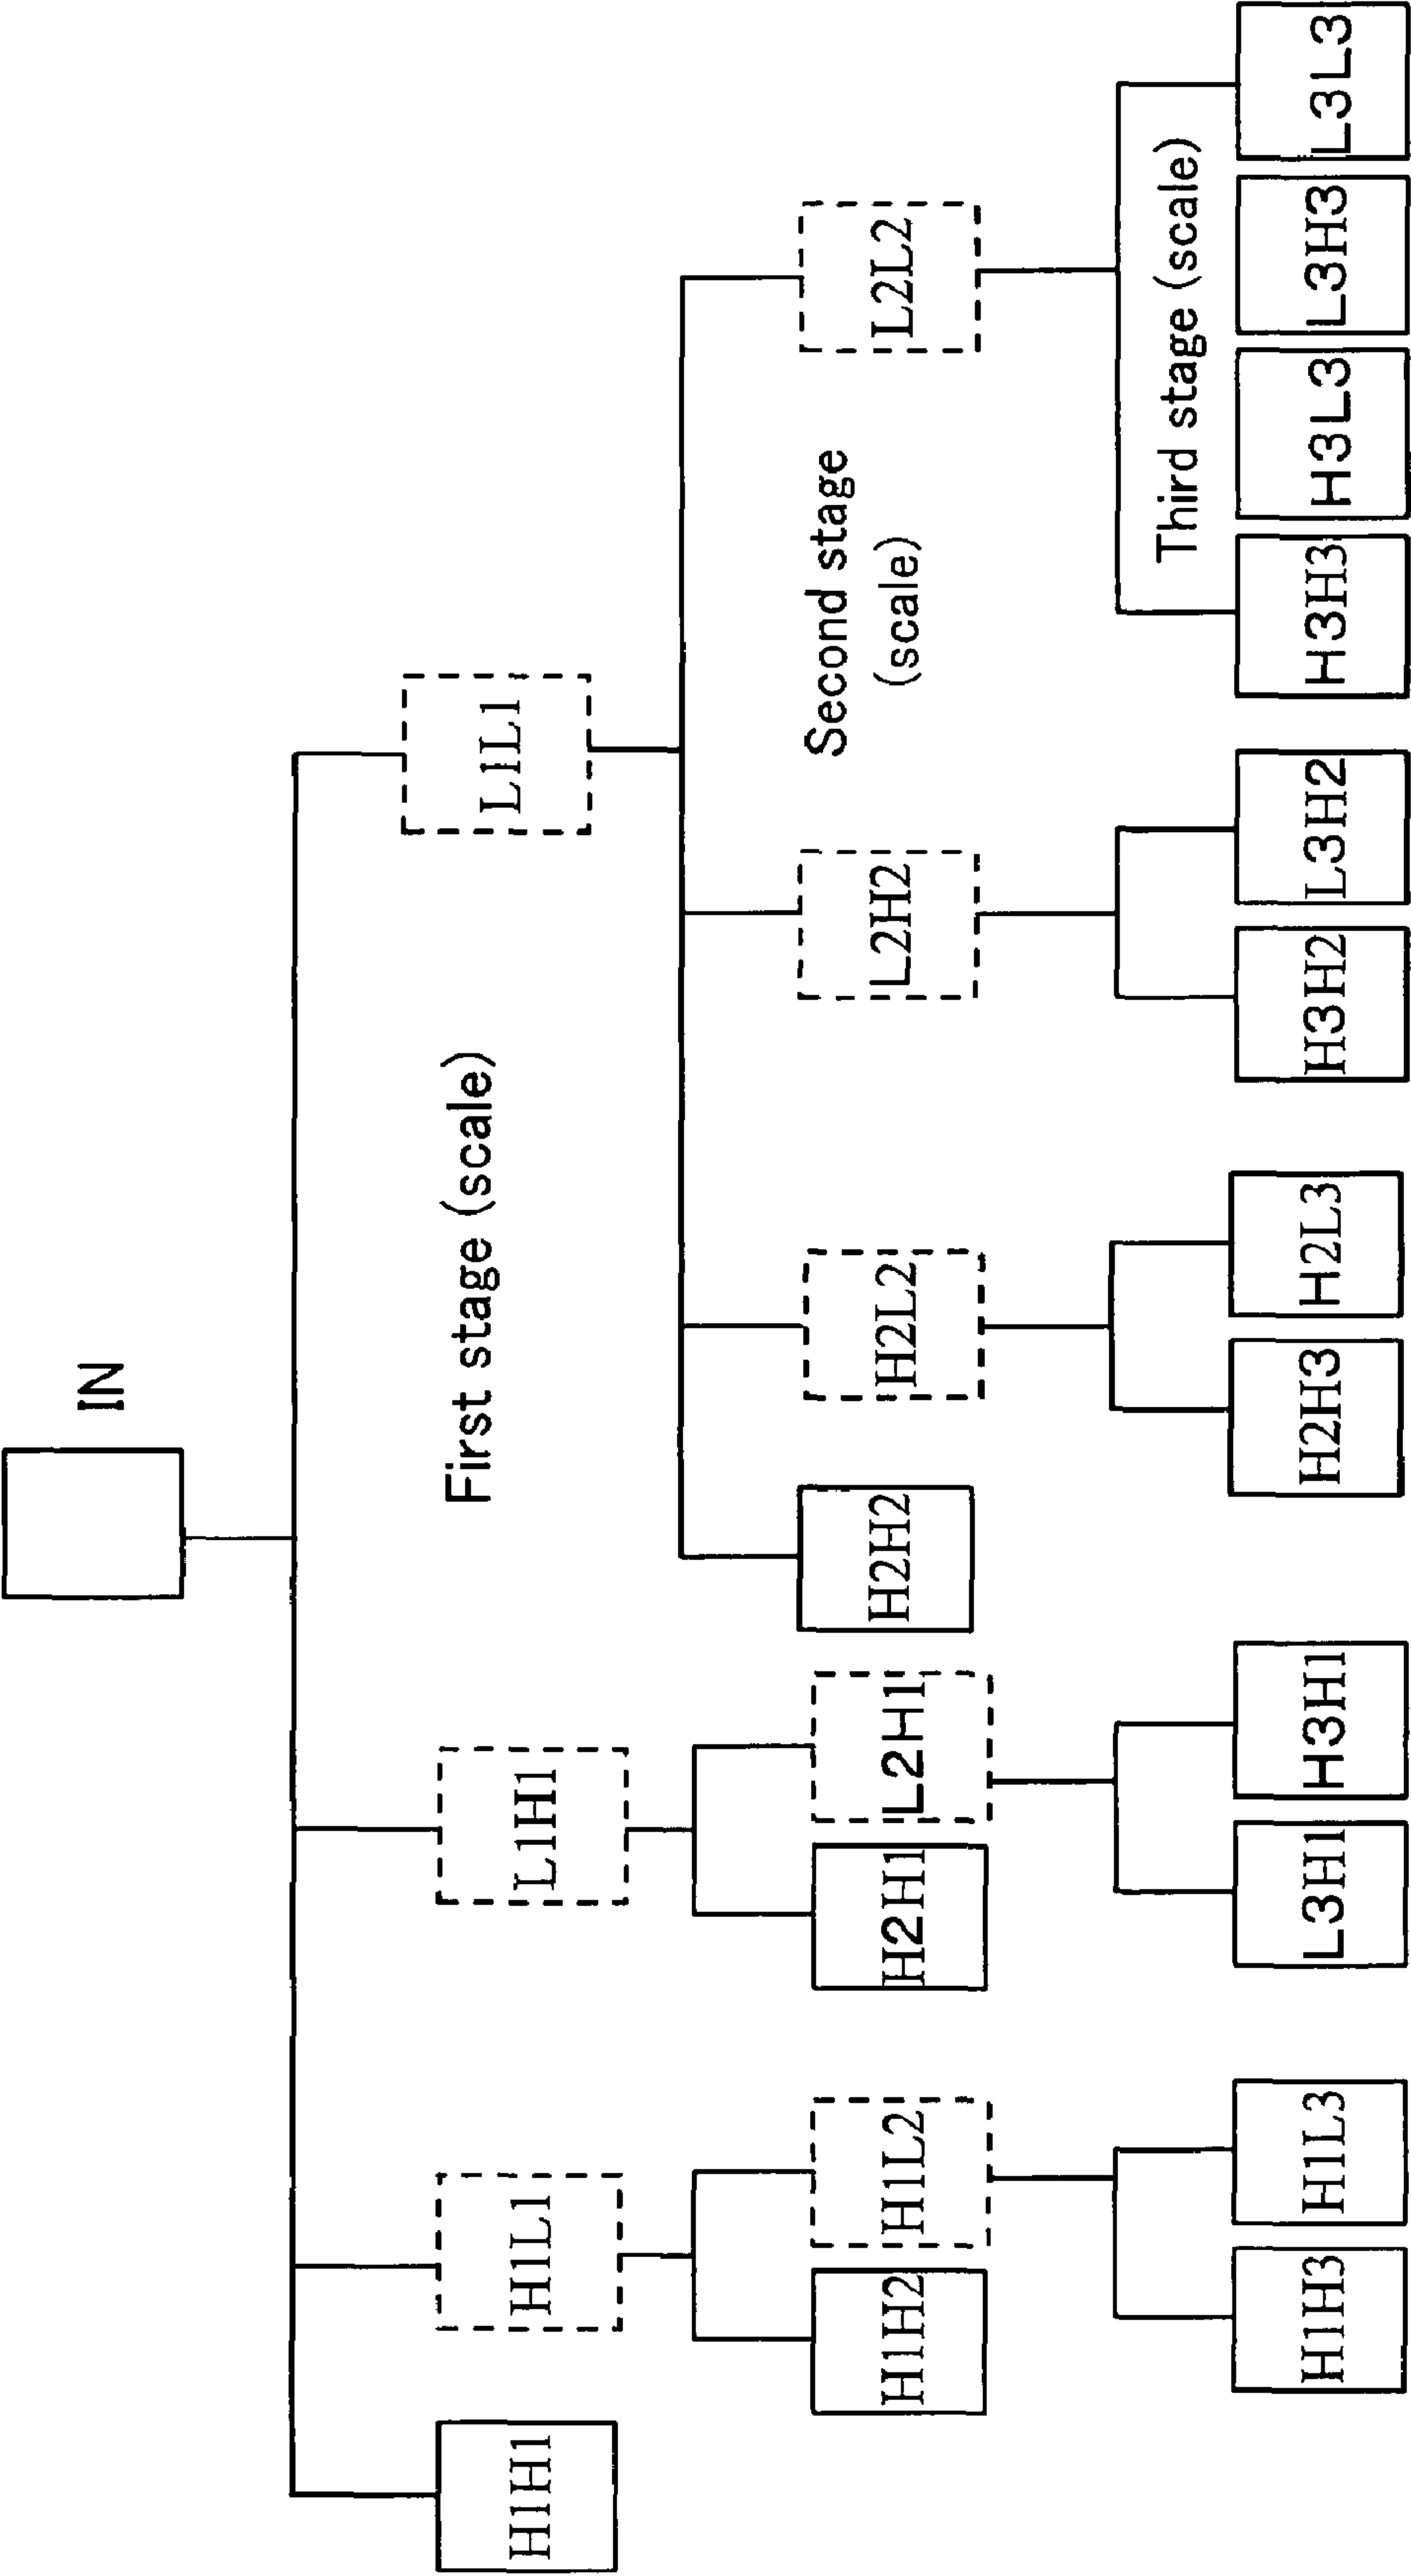 IN
First stage (scale)
H1H1
H1L1
L1H1
L1L1
Second stage
(scale)
H1H2
H1L2
H2H1
L2H1
H2H2
H2L2
L2H2
L2L2
Third stage (scale)
H1H3
H1L3
L3H1
H3H1
H2H3
H2L3
H3H2
L3H2
H3H3
H3L3
L3H3
L3L3